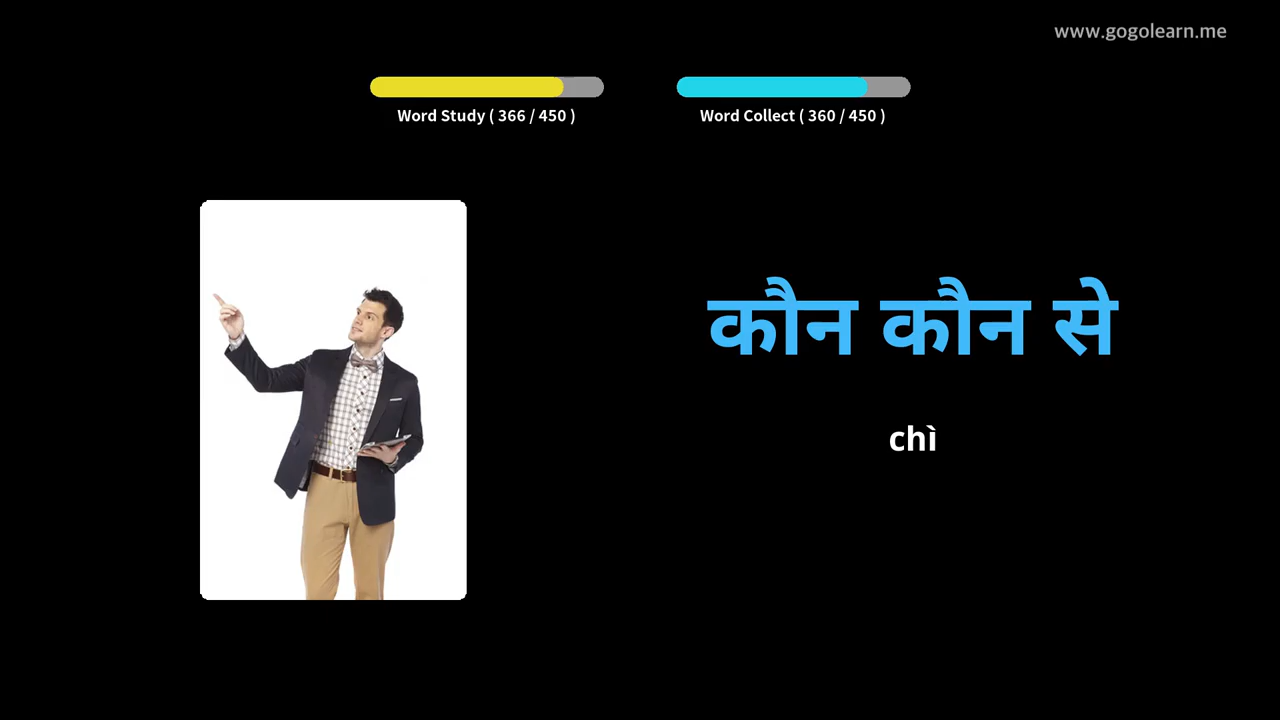 www.gogolearn.me
Word Study ( 366 / 450 )
Word Collect ( 360 / 450 )
कौन कौन से
chì